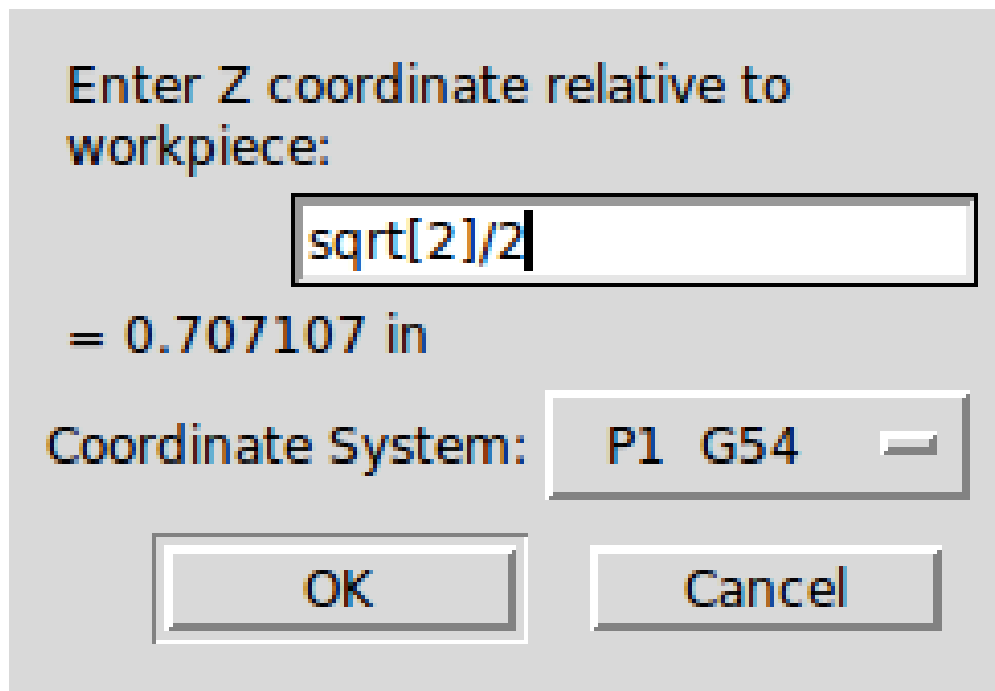 Enter Z coordinate relative to
workpiece:
sqrt[2]/2
= 0.707107 in
Coordinate System: P1 G54
OK Cancel